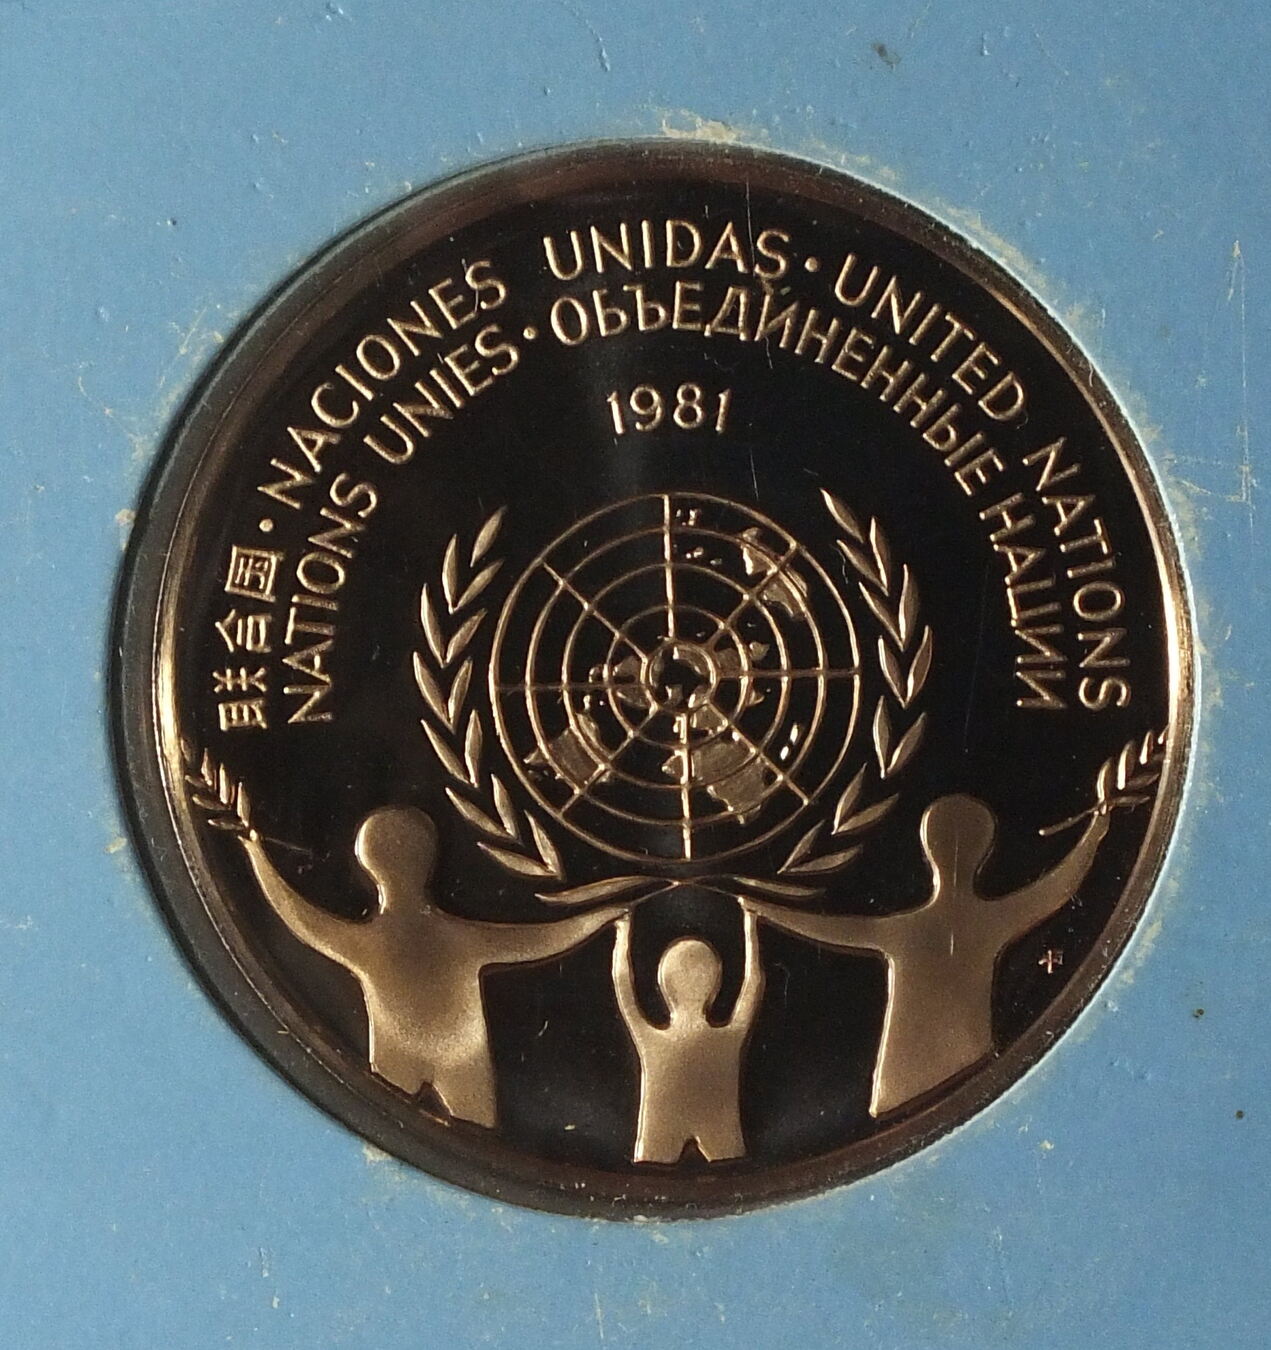 联合国 · NACIONES UNIDAS · UNITED NATIONS
NATIONS UNIES · ОБЪЕДИНЕННЫЕ НАЦИИ
1981